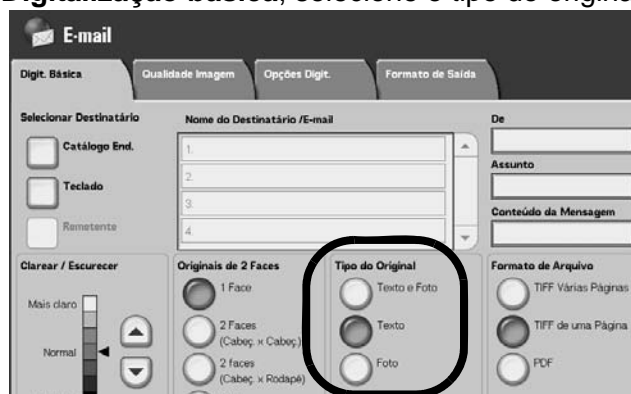 Digitalização básica, selecione o tipo do origina
E-mail
Digit. Básica
Qualidade Imagem
Opções Digit.
Formato de Saída
Selecionar Destinatário
Catálogo End.
Teclado
Remetente
Nome do Destinatário /E-mail
1.
2.
3.
4.
De
Assunto
Conteúdo da Mensagem
Clarear / Escurecer
Mais claro
Normal
Originais de 2 Faces
1 Face
2 Faces
(Cabeç. x Cabeç.)
2 faces
(Cabeç. x Rodapé)
Tipo do Original
Texto e Foto
Texto
Foto
Formato de Arquivo
TIFF Várias Páginas
TIFF de uma Página
PDF